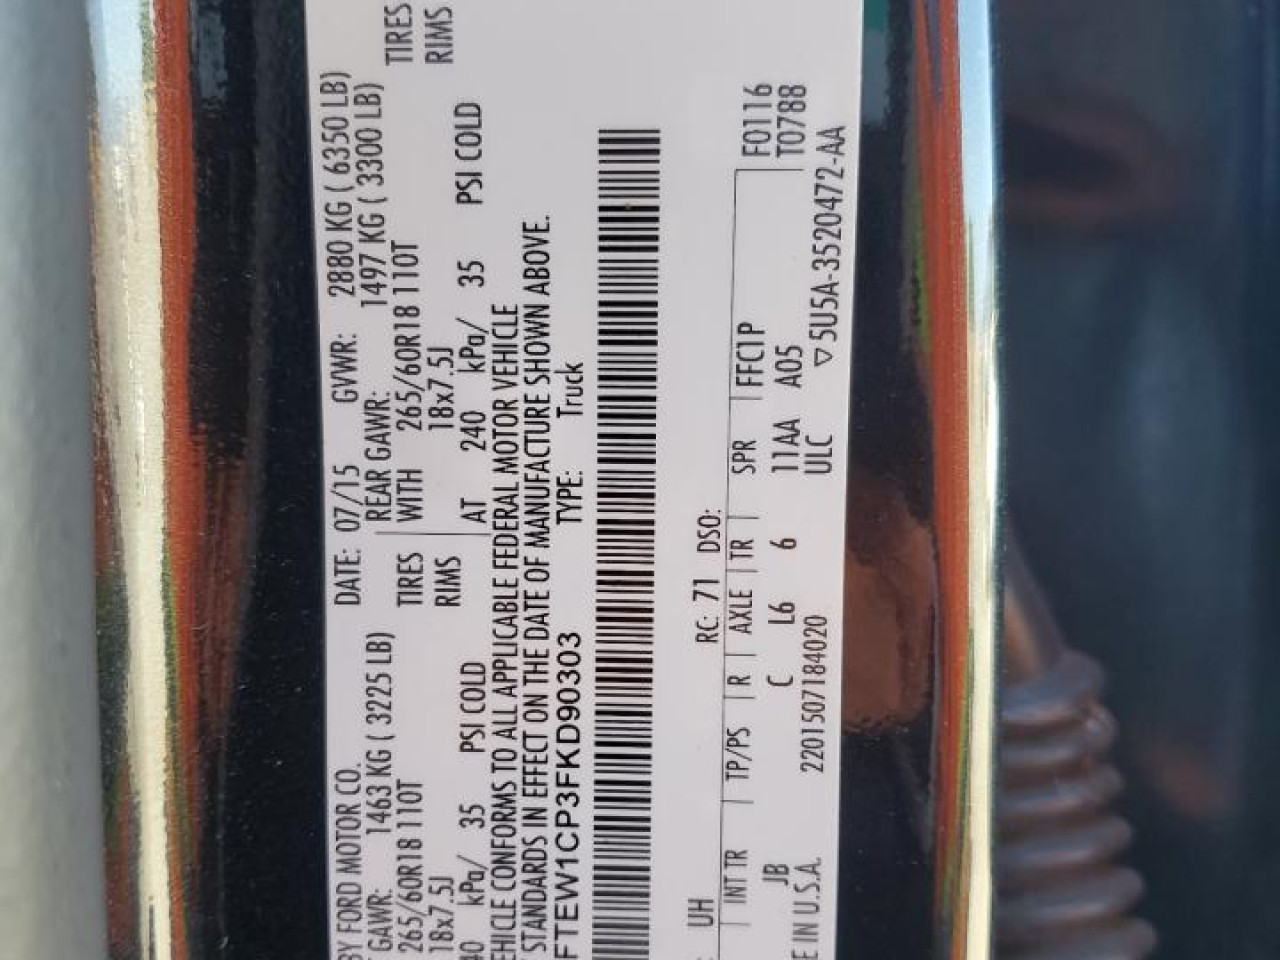 BY FORD MOTOR CO. DATE: 07/15 GVWR: 2880 KG ( 6350 LB)
GAWR: 1463 KG ( 3225 LB) REAR GAWR: 1497 KG ( 3300 LB)
265/60R18 110T TIRES WITH 265/60R18 110T TIRES
18x7.5J RIMS 18x7.5J RIMS
40 kPa/ 35 PSI COLD AT 240 kPa/ 35 PSI COLD
EHICLE CONFORMS TO ALL APPLICABLE FEDERAL MOTOR VEHICLE
STANDARDS IN EFFECT ON THE DATE OF MANUFACTURE SHOWN ABOVE.
FTEW1CP3FKD90303 TYPE: Truck
UH RC: 71 DSO:
INT TR TP/PS R AXLE TR SPR FFC1P F0116
JB C L6 6 11AA A05 T0788
E IN U.S.A. 2201507184020 ULC ▽5U5A-3520472-AA